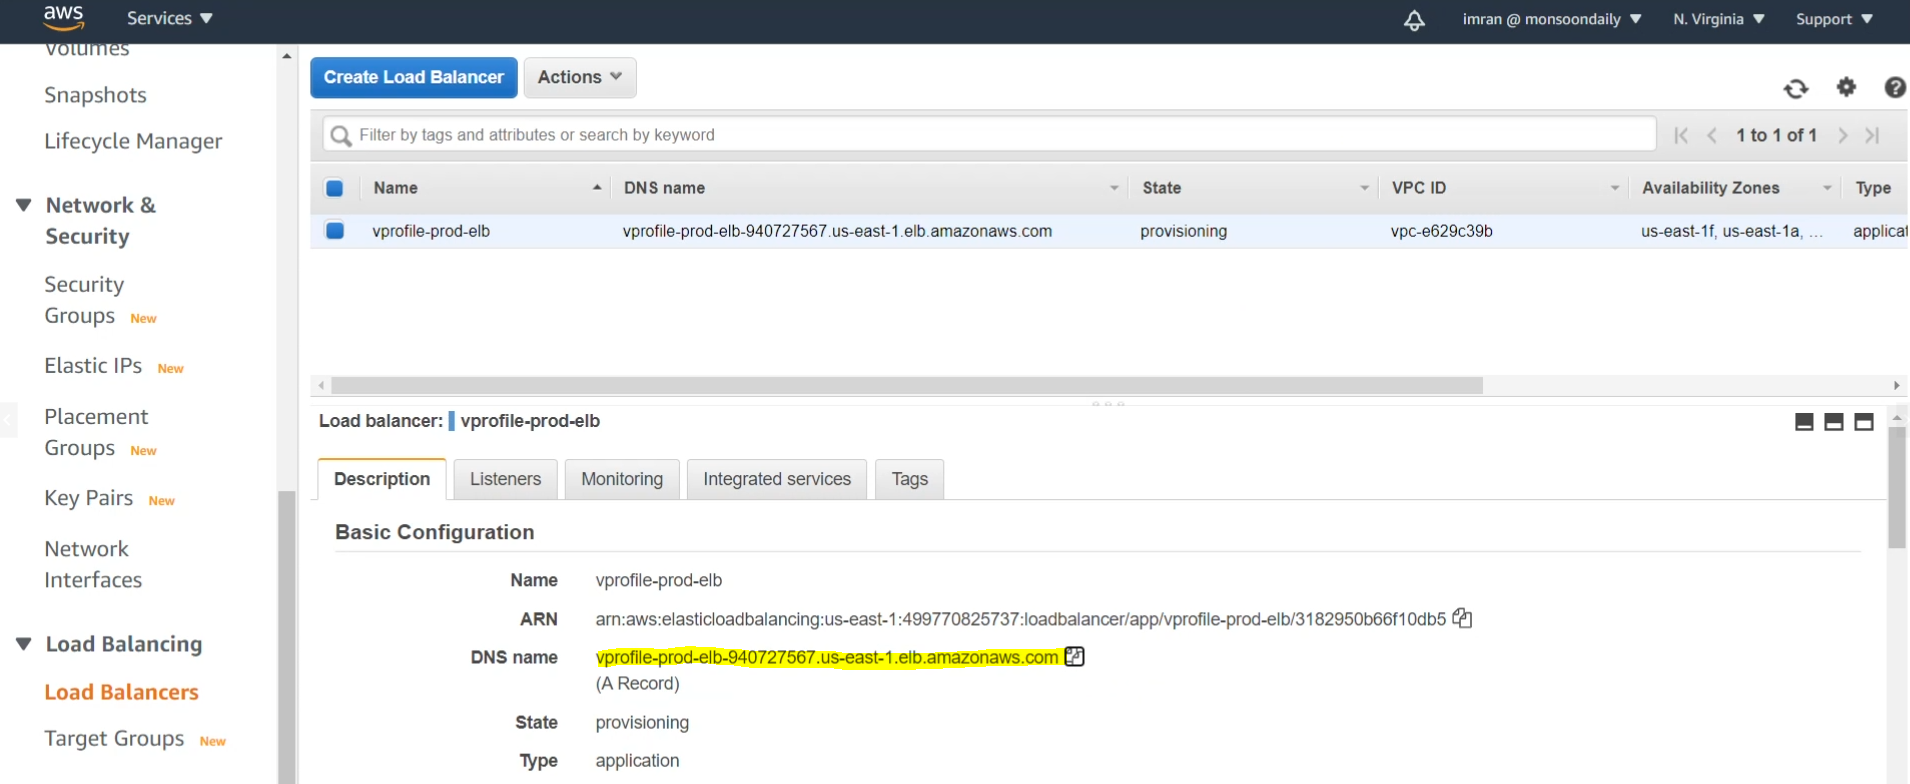 aws Services imran @ monsoondaily N. Virginia Support
Volumes
Snapshots
Lifecycle Manager
Network &
Security
Security
Groups New
Elastic IPs New
Placement
Groups New
Key Pairs New
Network
Interfaces
Load Balancing
Load Balancers
Target Groups New
Create Load Balancer Actions
Filter by tags and attributes or search by keyword 1 to 1 of 1
Name DNS name State VPC ID Availability Zones Type
vprofile-prod-elb vprofile-prod-elb-940727567.us-east-1.elb.amazonaws.com provisioning vpc-e629c39b us-east-1f, us-east-1a, ... applicat
Load balancer: vprofile-prod-elb
Description Listeners Monitoring Integrated services Tags
Basic Configuration
Name vprofile-prod-elb
ARN arn:aws:elasticloadbalancing:us-east-1:499770825737:loadbalancer/app/vprofile-prod-elb/3182950b66f10db5
DNS name vprofile-prod-elb-940727567.us-east-1.elb.amazonaws.com
(A Record)
State provisioning
Type application